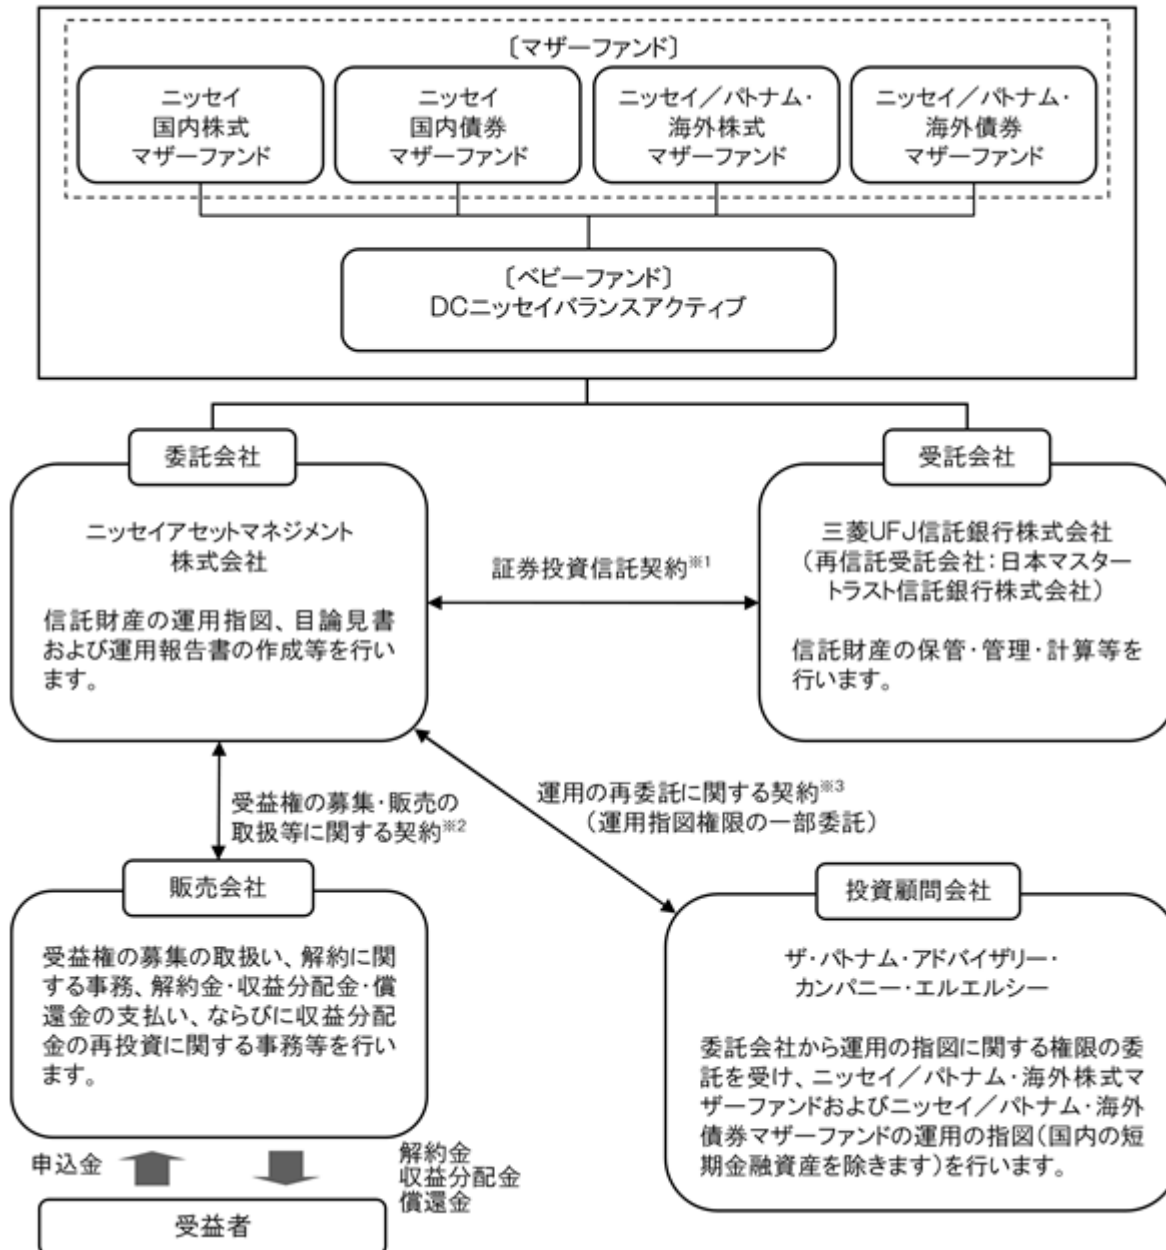 〔マザーファンド〕
ニッセイ
国内株式
マザーファンド
ニッセイ
国内債券
マザーファンド
ニッセイ／パトナム・
海外株式
マザーファンド
ニッセイ／パトナム・
海外債券
マザーファンド
〔ベビーファンド〕
DCニッセイバランスアクティブ
委託会社
ニッセイアセットマネジメント
株式会社
信託財産の運用指図、目論見書
および運用報告書の作成等を行い
ます。
証券投資信託契約※1
受託会社
三菱UFJ信託銀行株式会社
（再信託受託会社：日本マスター
トラスト信託銀行株式会社）
信託財産の保管・管理・計算等を
行います。
受益権の募集・販売の
取扱等に関する契約※2
運用の再委託に関する契約※3
（運用指図権限の一部委託）
販売会社
受益権の募集の取扱い、解約に関
する事務、解約金・収益分配金・償
還金の支払い、ならびに収益分配
金の再投資に関する事務等を行い
ます。
投資顧問会社
ザ・パトナム・アドバイザリー・
カンパニー・エルエルシー
委託会社から運用の指図に関する権限の委
託を受け、ニッセイ／パトナム・海外株式マ
ザーファンドおよびニッセイ／パトナム・海外
債券マザーファンドの運用の指図（国内の短
期金融資産を除きます）を行います。
申込金
解約金
収益分配金
償還金
受益者